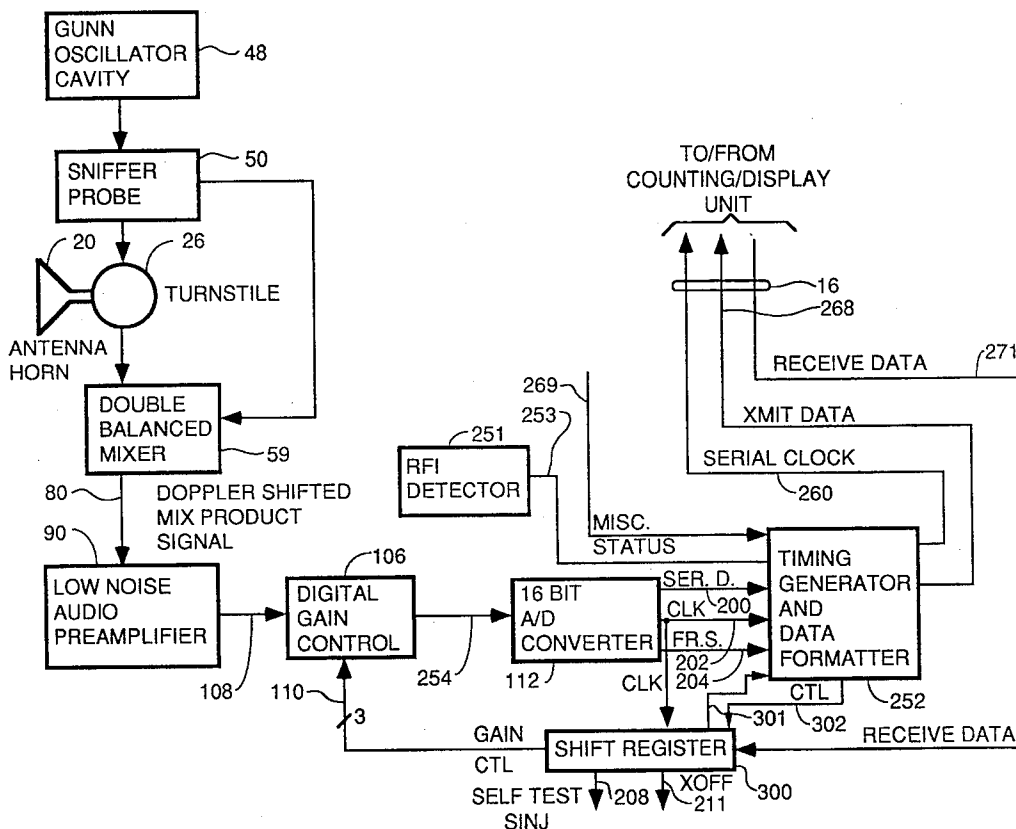 GUNN
OSCILLATOR
CAVITY
48
SNIFFER
PROBE
50
20
26
TURNSTILE
ANTENNA
HORN
DOUBLE
BALANCED
MIXER
59
80
DOPPLER SHIFTED
MIX PRODUCT
SIGNAL
90
LOW NOISE
AUDIO
PREAMPLIFIER
108
106
DIGITAL
GAIN
CONTROL
110
3
254
16 BIT
A/D
CONVERTER
112
TO/FROM
COUNTING/DISPLAY
UNIT
16
268
RECEIVE DATA
271
XMIT DATA
SERIAL CLOCK
260
269
253
251
RFI
DETECTOR
MISC.
STATUS
SER. D.
200
CLK
202
FR.S.
204
CLK
TIMING
GENERATOR
AND
DATA
FORMATTER
252
CTL
301
302
GAIN
CTL
SHIFT REGISTER
RECEIVE DATA
300
SELF TEST
SINJ
208
XOFF
211